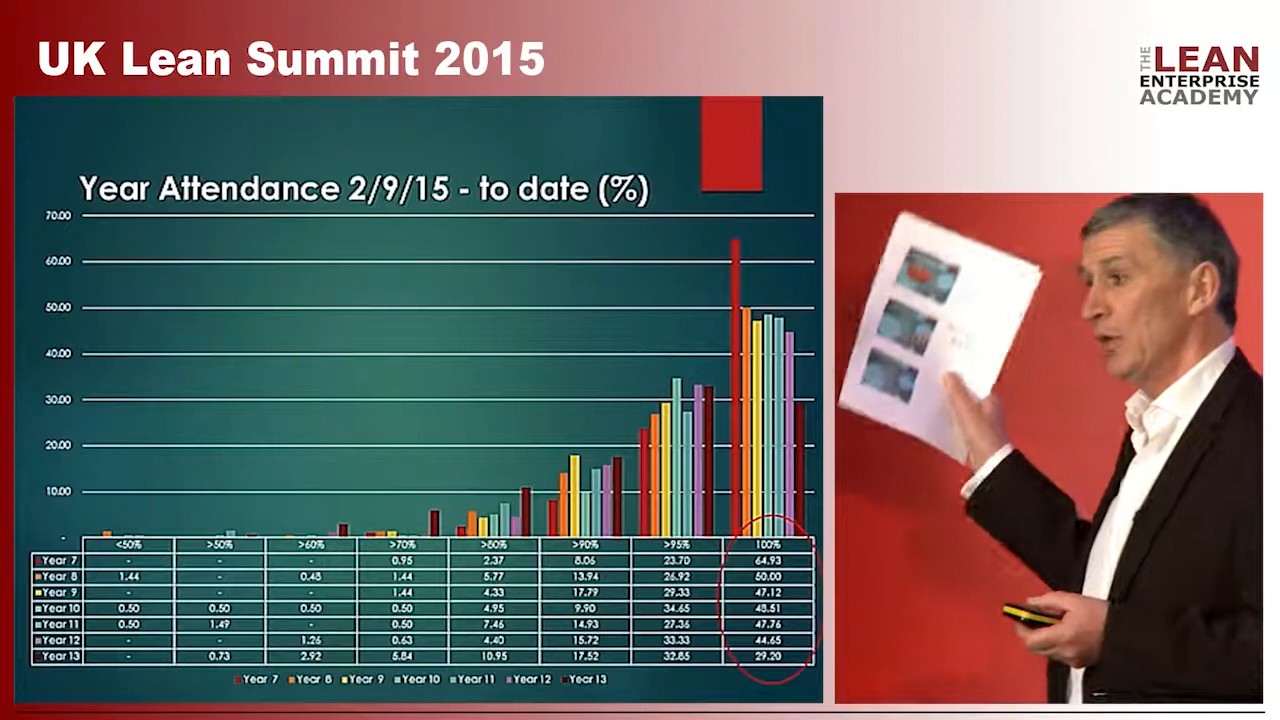 UK Lean Summit 2015
THE LEAN
ENTERPRISE
ACADEMY
Year Attendance 2/9/15 - to date (%)
70.00
60.00
50.00
40.00
30.00
20.00
10.00
-
<50% >50% >60% >70% >80% >90% >95% 100%
Year 7 - - - 0.95 2.37 8.06 23.70 64.93
Year 8 1.44 - 0.48 1.44 5.77 13.94 26.92 50.00
Year 9 - - - 1.44 4.33 17.79 29.33 47.12
Year 10 0.50 0.50 0.50 0.50 4.95 9.90 34.65 48.51
Year 11 0.50 1.49 - 0.50 7.46 14.93 27.36 47.76
Year 12 - - 1.26 0.63 4.40 15.72 33.33 44.65
Year 13 - 0.73 2.92 5.84 10.95 17.52 32.85 29.20
Year 7 Year 8 Year 9 Year 10 Year 11 Year 12 Year 13